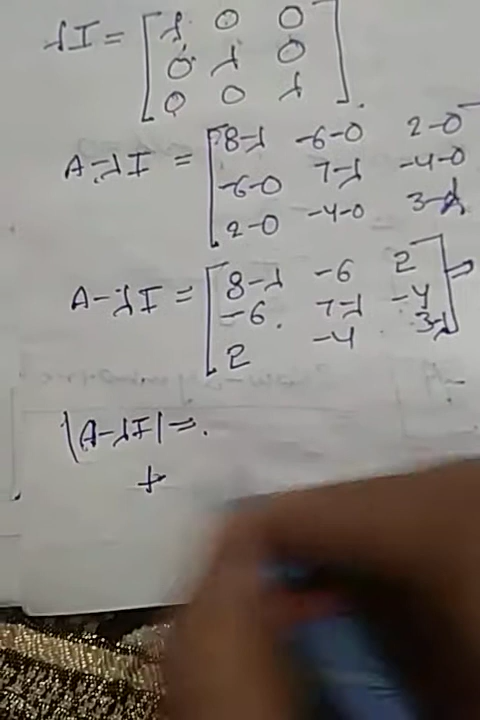 λI = [λ 0 0
0 λ 0
0 0 λ].
A-λI = [8-λ -6-0 2-0
-6-0 7-λ -4-0
2-0 -4-0 3-λ
A-λI = [8-λ -6 2]
-6 7-λ -4
2 -4 3-λ
|A-λI| =
+